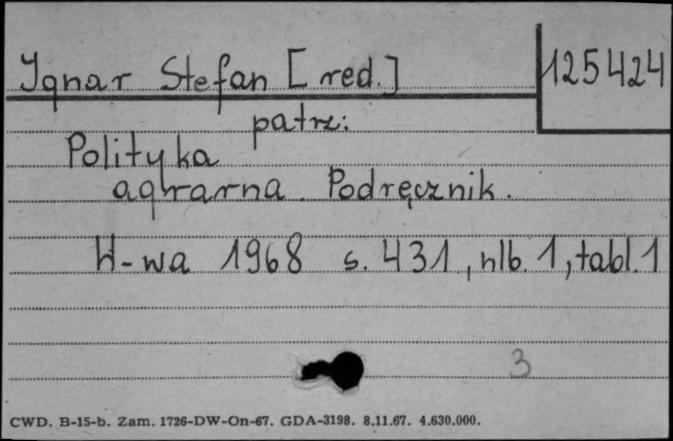 Ignar Stefan [red.]
125424
patrz:
Polityka
agrarna. Podręcznik.
W-wa 1968 s. 431, nlb. 1, tabl. 1
3
CWD. B-15-b. Zam. 1726-DW-On-67. GDA-3198. 8.11.67. 4.630.000.